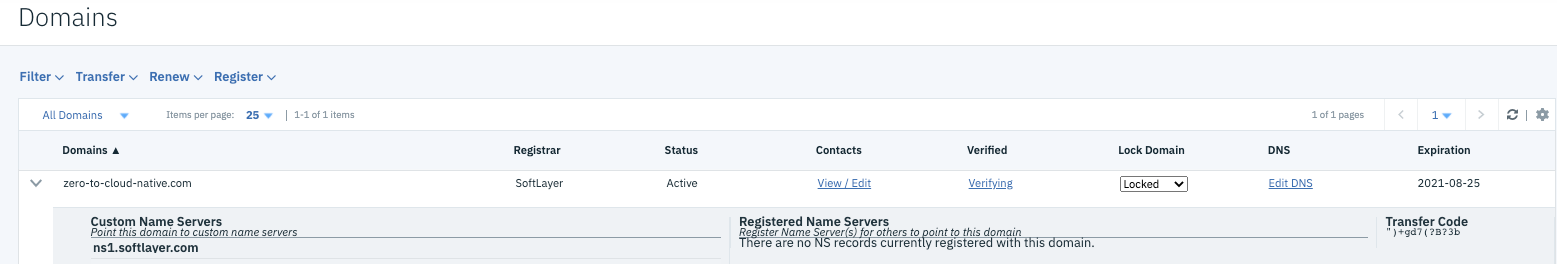 Domains
Filter Transfer Renew Register
All Domains Items per page: 25 | 1-1 of 1 items 1 of 1 pages 1
Domains ▲ Registrar Status Contacts Verified Lock Domain DNS Expiration
zero-to-cloud-native.com SoftLayer Active View / Edit Verifying Locked Edit DNS 2021-08-25
Custom Name Servers Registered Name Servers Transfer Code
Point this domain to custom name servers Register Name Server(s) for others to point to this domain ")+gd7(?B?3b
ns1.softlayer.com There are no NS records currently registered with this domain.